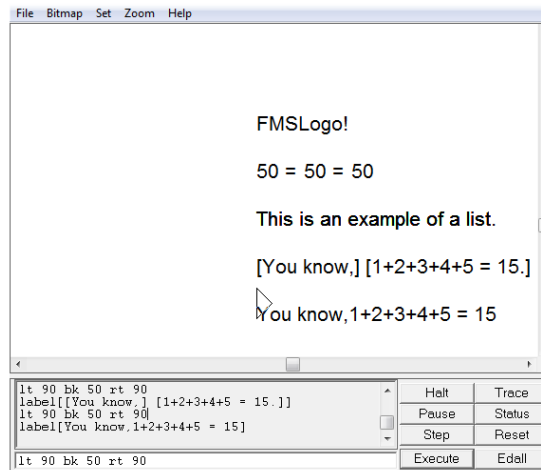 File Bitmap Set Zoom Help
FMSLogo!
50 = 50 = 50
This is an example of a list.
[You know,] [1+2+3+4+5 = 15.]
You know,1+2+3+4+5 = 15
lt 90 bk 50 rt 90
label[[You know,] [1+2+3+4+5 = 15.]]
lt 90 bk 50 rt 90
label[You know,1+2+3+4+5 = 15]
lt 90 bk 50 rt 90
Halt Trace
Pause Status
Step Reset
Execute Edall